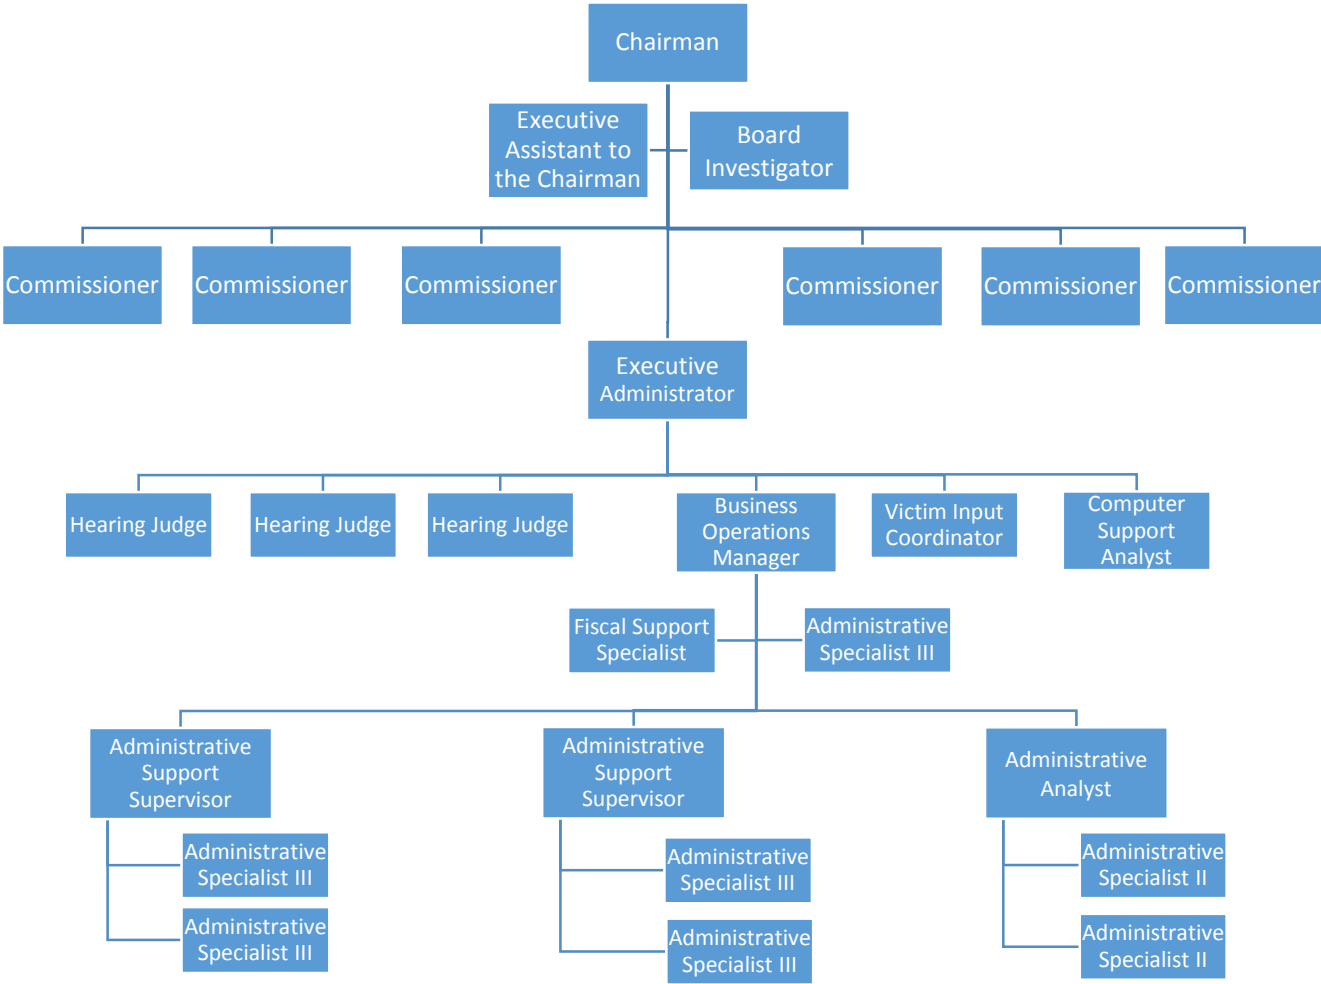 Chairman
Executive
Assistant to
the Chairman
Board
Investigator
Commissioner
Commissioner
Commissioner
Commissioner
Commissioner
Commissioner
Executive
Administrator
Hearing Judge
Hearing Judge
Hearing Judge
Business
Operations
Manager
Victim Input
Coordinator
Computer
Support
Analyst
Fiscal Support
Specialist
Administrative
Specialist III
Administrative
Support
Supervisor
Administrative
Support
Supervisor
Administrative
Analyst
Administrative
Specialist III
Administrative
Specialist III
Administrative
Specialist II
Administrative
Specialist III
Administrative
Specialist III
Administrative
Specialist II